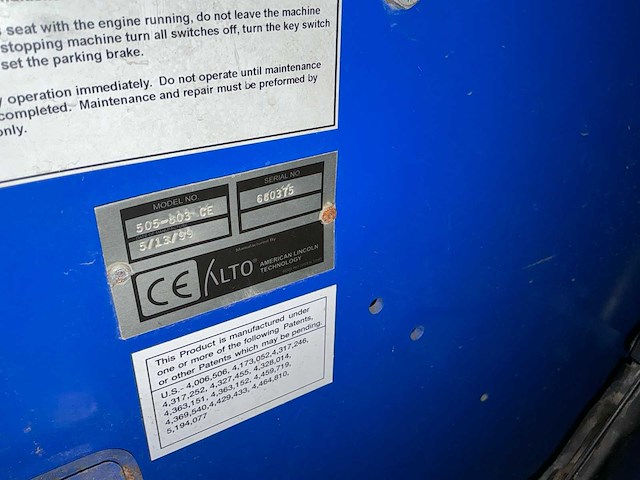 seat with the engine running, do not leave the machine
stopping machine turn all switches off, turn the key switch
set the parking brake.
operation immediately. Do not operate until maintenance
completed. Maintenance and repair must be preformed by
only.
MODEL NO.
SERIAL NO.
505-803 CE
680375
5/13/99
Manufactured By
CE ALTO®
AMERICAN LINCOLN
TECHNOLOGY
This Product is manufactured under
one or more of the following Patents,
or other Patents which may be pending.
U.S.- 4,006,506, 4,173,052,4,317,246,
4,317,252, 4,327,455, 4,328,014,
4,363,151, 4,363,152, 4,459,719,
4,369,540,4,429,433, 4,464,810,
5,194,077